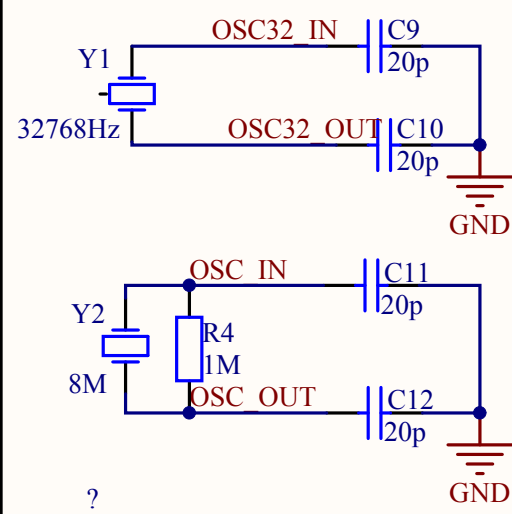 OSC32_IN
C9
Y1
20p
32768Hz
OSC32_OUT
C10
20p
GND
OSC_IN
C11
Y2
20p
R4
1M
8M
OSC_OUT
C12
20p
GND
?